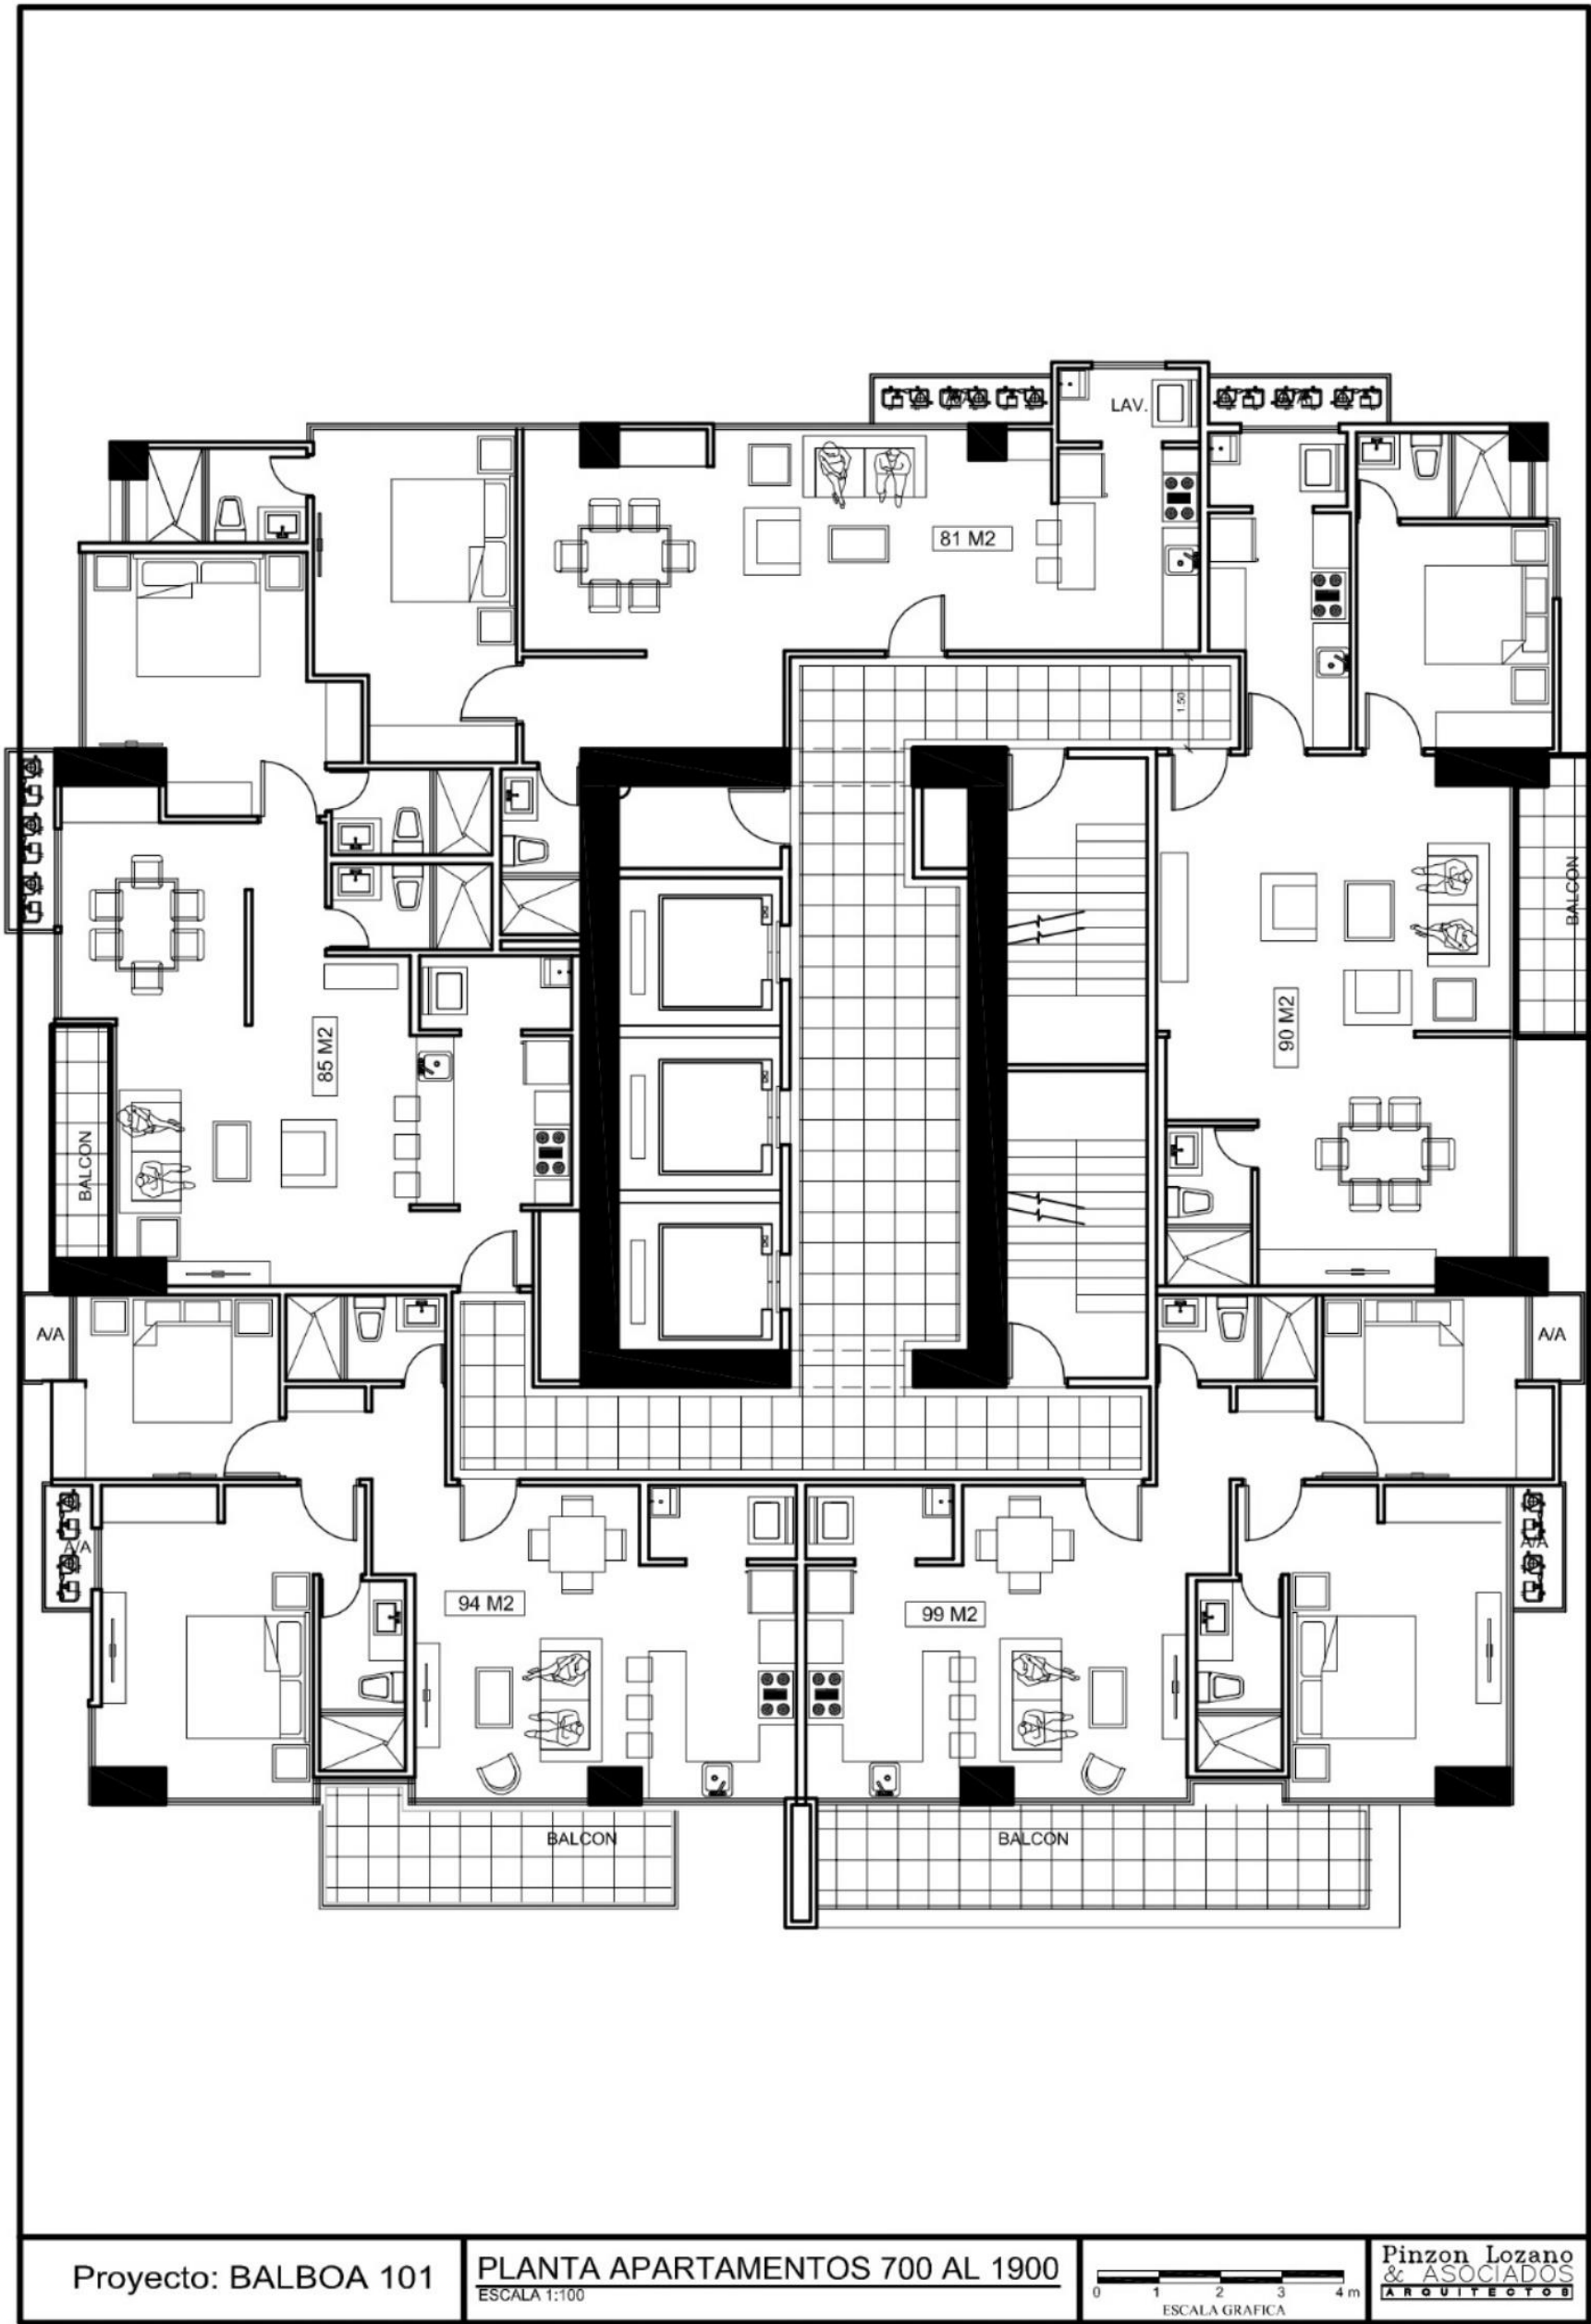 LAV.
81 M2
1.50
BALCON
90 M2
85 M2
BALCON
A/A
A/A
A/A
A/A
94 M2
99 M2
BALCON
BALCON
Proyecto: BALBOA 101
PLANTA APARTAMENTOS 700 AL 1900
ESCALA 1:100
0 1 2 3 4 m
ESCALA GRAFICA
Pinzon Lozano
& ASOCIADOS
ARQUITECTOS